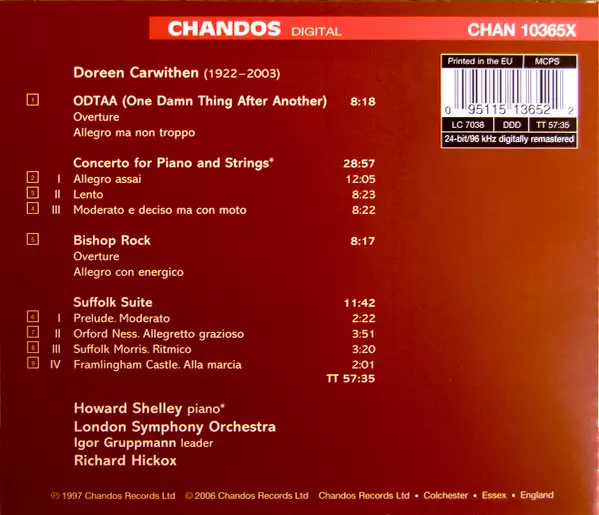 CHANDOS DIGITAL
CHAN 10365X
Printed in the EU MCPS
0 95115 13652 2
LC 7038 DDD TT 57:35
24-bit/96 kHz digitally remastered
Doreen Carwithen (1922–2003)
1 ODTAA (One Damn Thing After Another) 8:18
Overture
Allegro ma non troppo
Concerto for Piano and Strings* 28:57
2 I Allegro assai 12:05
3 II Lento 8:23
4 III Moderato e deciso ma con moto 8:22
5 Bishop Rock 8:17
Overture
Allegro con energico
Suffolk Suite 11:42
6 I Prelude. Moderato 2:22
7 II Orford Ness. Allegretto grazioso 3:51
8 III Suffolk Morris. Ritmico 3:20
9 IV Framlingham Castle. Alla marcia 2:01
TT 57:35
Howard Shelley piano*
London Symphony Orchestra
Igor Gruppmann leader
Richard Hickox
℗ 1997 Chandos Records Ltd © 2006 Chandos Records Ltd Chandos Records Ltd • Colchester • Essex • England